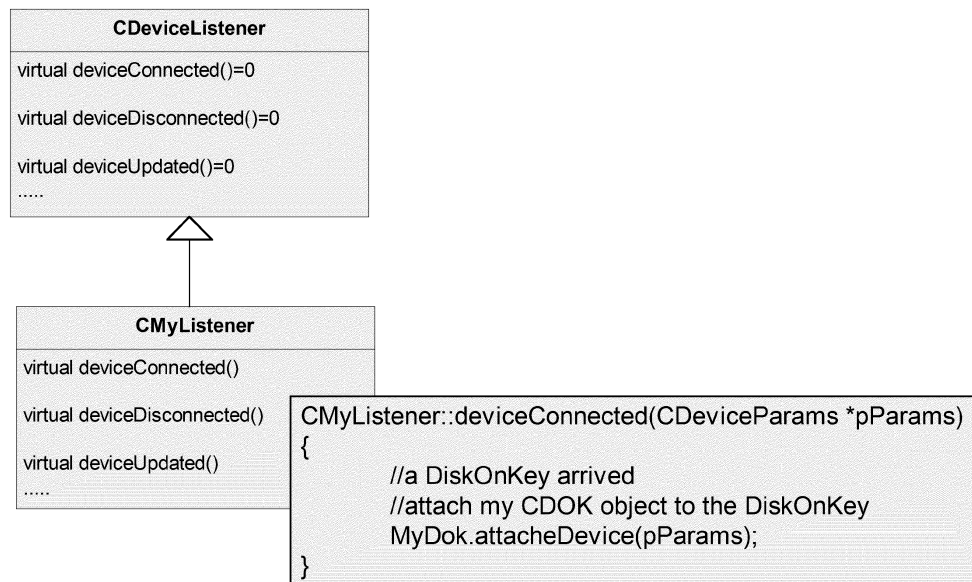 CDeviceListener
virtual deviceConnected()=0
virtual deviceDisconnected()=0
virtual deviceUpdated()=0
.....
CMyListener
virtual deviceConnected()
virtual deviceDisconnected()
virtual deviceUpdated()
.....
CMyListener::deviceConnected(CDeviceParams *pParams)
{
//a DiskOnKey arrived
//attach my CDOK object to the DiskOnKey
MyDok.attacheDevice(pParams);
}